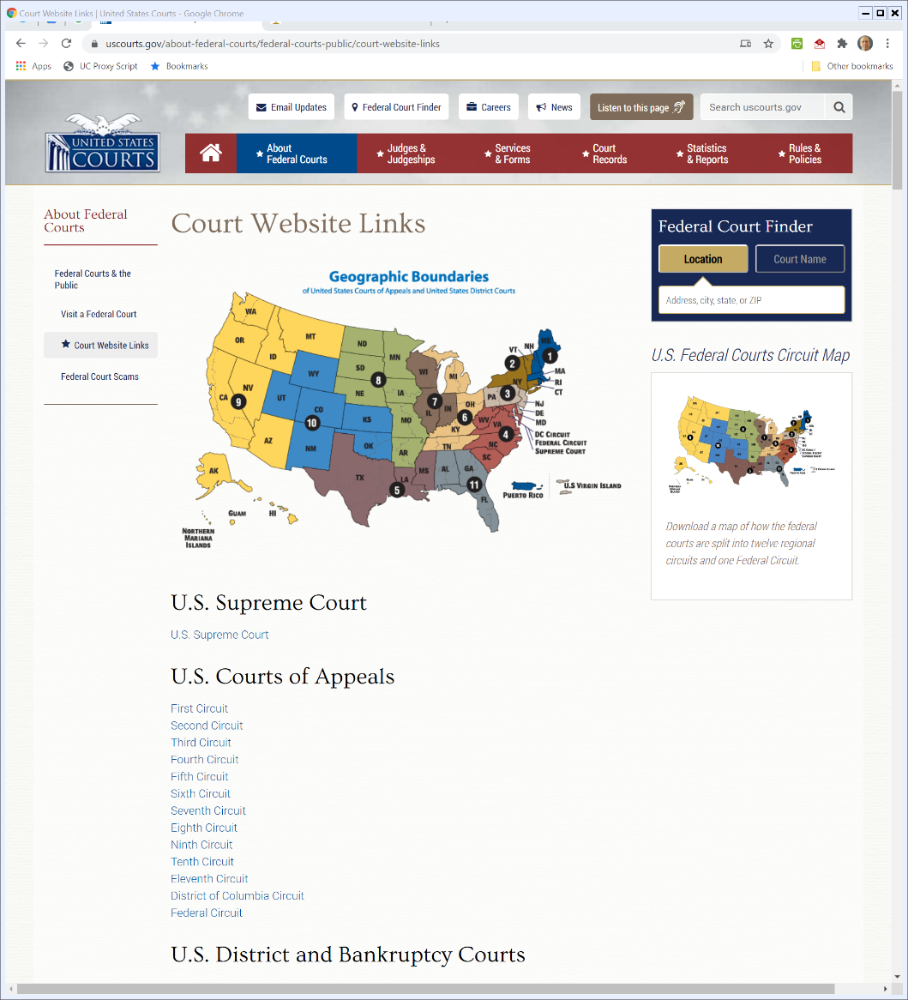 Court Website Links | United States Courts - Google Chrome
uscourts.gov/about-federal-courts/federal-courts-public/court-website-links
Apps
UC Proxy Script
Bookmarks
Other bookmarks
Email Updates
Federal Court Finder
Careers
News
Listen to this page
Search uscourts.gov
UNITED STATES
COURTS
About
Federal Courts
Judges &
Judgeships
Services
& Forms
Court
Records
Statistics
& Reports
Rules &
Policies
About Federal
Courts
Federal Courts & the
Public
Visit a Federal Court
Court Website Links
Federal Court Scams
Court Website Links
Geographic Boundaries
of United States Courts of Appeals and United States District Courts
WA
OR
MT
ID
ND
MN
SD
8
WY
NE
IA
WI
MI
VT
NH
ME
1
2
NY
MA
RI
CT
PA
3
NJ
DE
MD
CA
9
NV
UT
CO
10
KS
MO
7
IL
IN
OH
6
WV
VA
KY
4
DC Circuit
Federal Circuit
Supreme Court
AZ
NM
OK
AR
TN
NC
SC
TX
LA
5
MS
AL
GA
11
FL
AK
Guam
HI
Northern
Mariana
Islands
Puerto Rico
U.S Virgin Island
Federal Court Finder
Location
Court Name
Address, city, state, or ZIP
U.S. Federal Courts Circuit Map
Download a map of how the federal
courts are split into twelve regional
circuits and one Federal Circuit.
U.S. Supreme Court
U.S. Supreme Court
U.S. Courts of Appeals
First Circuit
Second Circuit
Third Circuit
Fourth Circuit
Fifth Circuit
Sixth Circuit
Seventh Circuit
Eighth Circuit
Ninth Circuit
Tenth Circuit
Eleventh Circuit
District of Columbia Circuit
Federal Circuit
U.S. District and Bankruptcy Courts